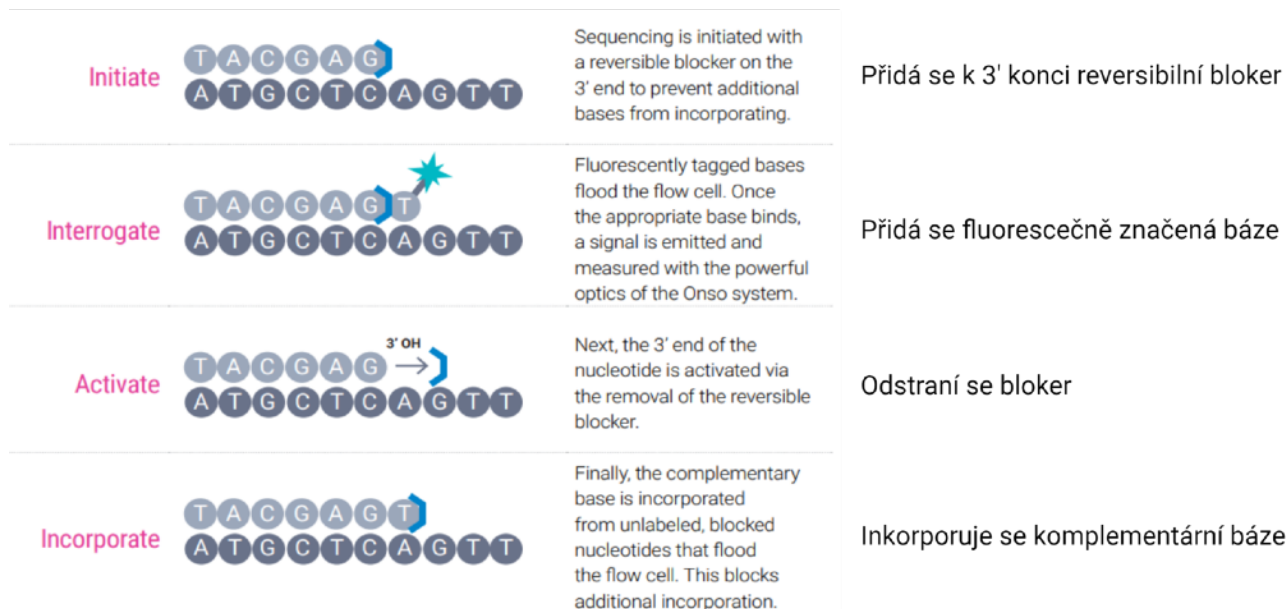 Initiate
T A C G A G
A T G C T C A G T T
Sequencing is initiated with
a reversible blocker on the
3' end to prevent additional
bases from incorporating.
Přidá se k 3' konci reversibilní bloker
Interrogate
T A C G A G T
A T G C T C A G T T
Fluorescently tagged bases
flood the flow cell. Once
the appropriate base binds,
a signal is emitted and
measured with the powerful
optics of the Onso system.
Přidá se fluorescečně značená báze
Activate
3' OH
T A C G A G
A T G C T C A G T T
Next, the 3' end of the
nucleotide is activated via
the removal of the reversible
blocker.
Odstraní se bloker
Incorporate
T A C G A G T
A T G C T C A G T T
Finally, the complementary
base is incorporated
from unlabeled, blocked
nucleotides that flood
the flow cell. This blocks
additional incorporation.
Inkorporuje se komplementární báze